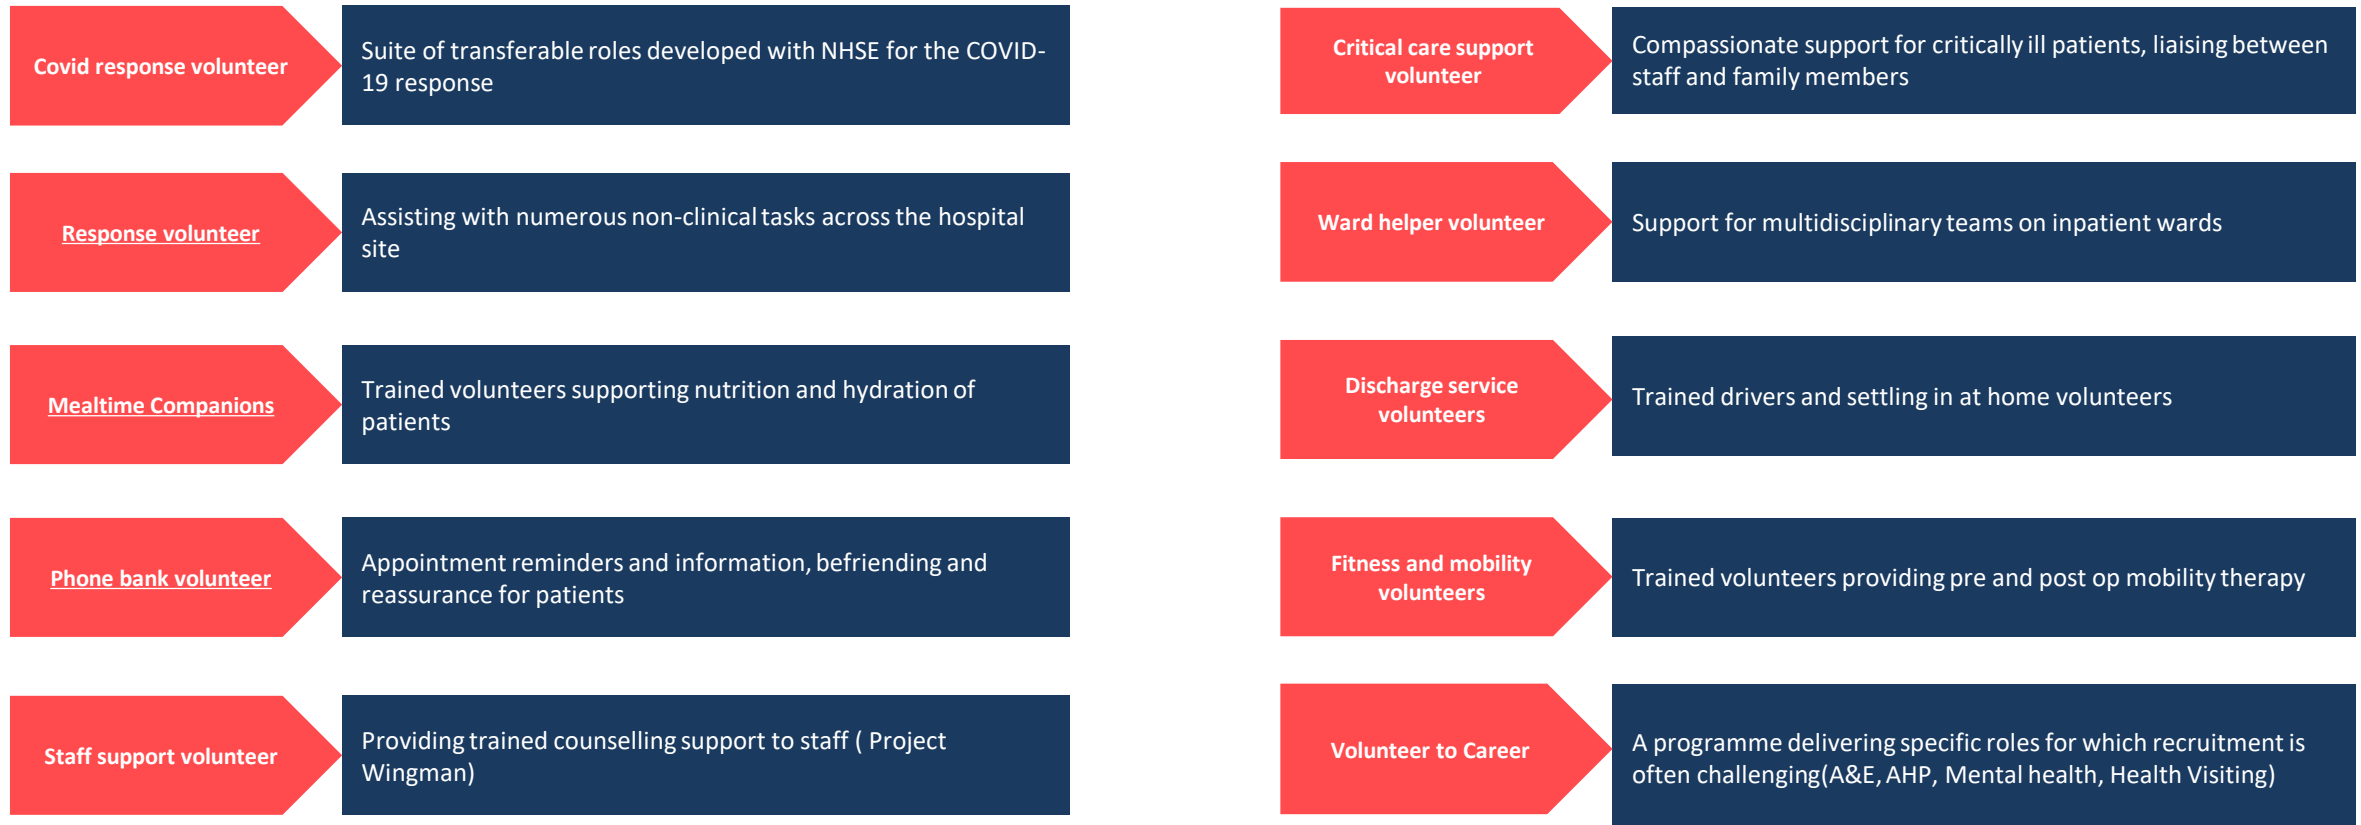 Covid response volunteer
Suite of transferable roles developed with NHSE for the COVID-
19 response
Response volunteer
Assisting with numerous non-clinical tasks across the hospital
site
Mealtime Companions
Trained volunteers supporting nutrition and hydration of
patients
Phone bank volunteer
Appointment reminders and information, befriending and
reassurance for patients
Staff support volunteer
Providing trained counselling support to staff ( Project
Wingman)
Critical care support
volunteer
Compassionate support for critically ill patients, liaising between
staff and family members
Ward helper volunteer
Support for multidisciplinary teams on inpatient wards
Discharge service
volunteers
Trained drivers and settling in at home volunteers
Fitness and mobility
volunteers
Trained volunteers providing pre and post op mobility therapy
Volunteer to Career
A programme delivering specific roles for which recruitment is
often challenging(A&E, AHP, Mental health, Health Visiting)